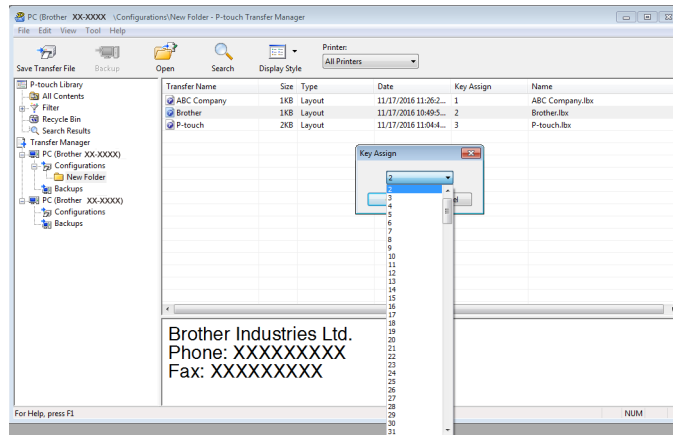 PC (Brother XX-XXXX \Configurations\New Folder - P-touch Transfer Manager
File Edit View Tool Help
Save Transfer File Backup Open Search Display Style
Printer:
All Printers
P-touch Library
All Contents
Filter
Recycle Bin
Search Results
Transfer Manager
PC (Brother XX-XXXX)
Configurations
New Folder
Backups
PC (Brother XX-XXXX)
Configurations
Backups
Transfer Name Size Type Date Key Assign Name
ABC Company 1KB Layout 11/17/2016 11:26:2... 1 ABC Company.lbx
Brother 1KB Layout 11/17/2016 10:49:5... 2 Brother.lbx
P-touch 2KB Layout 11/17/2016 11:04:4... 3 P-touch.lbx
Key Assign
2
2
3
4
5
6
7
8
9
10
11
12
13
14
15
16
17
18
19
20
21
22
23
24
25
26
27
28
29
30
31
Brother Industries Ltd.
Phone: XXXXXXXXX
Fax: XXXXXXXXX
For Help, press F1
NUM